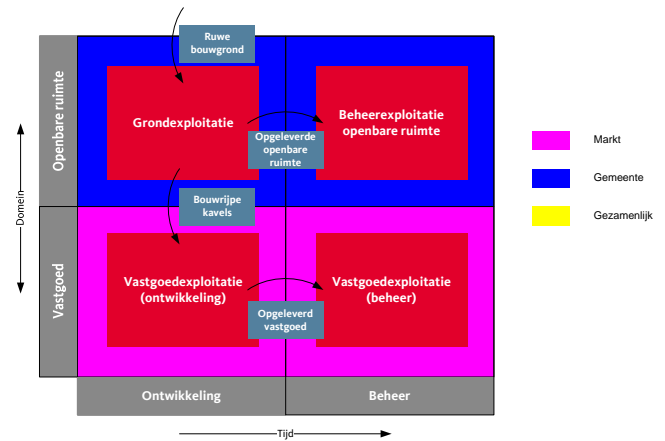 Ruwe
bouwgrond
Openbare ruimte
Grondexploitatie
Beheerexploitatie
openbare ruimte
Opgeleverde
openbare
ruimte
Markt
Gemeente
Gezamenlijk
Domein
Bouwrijpe
kavels
Vastgoed
Vastgoedexploitatie
(ontwikkeling)
Vastgoedexploitatie
(beheer)
Opgeleverd
vastgoed
Ontwikkeling
Beheer
Tijd